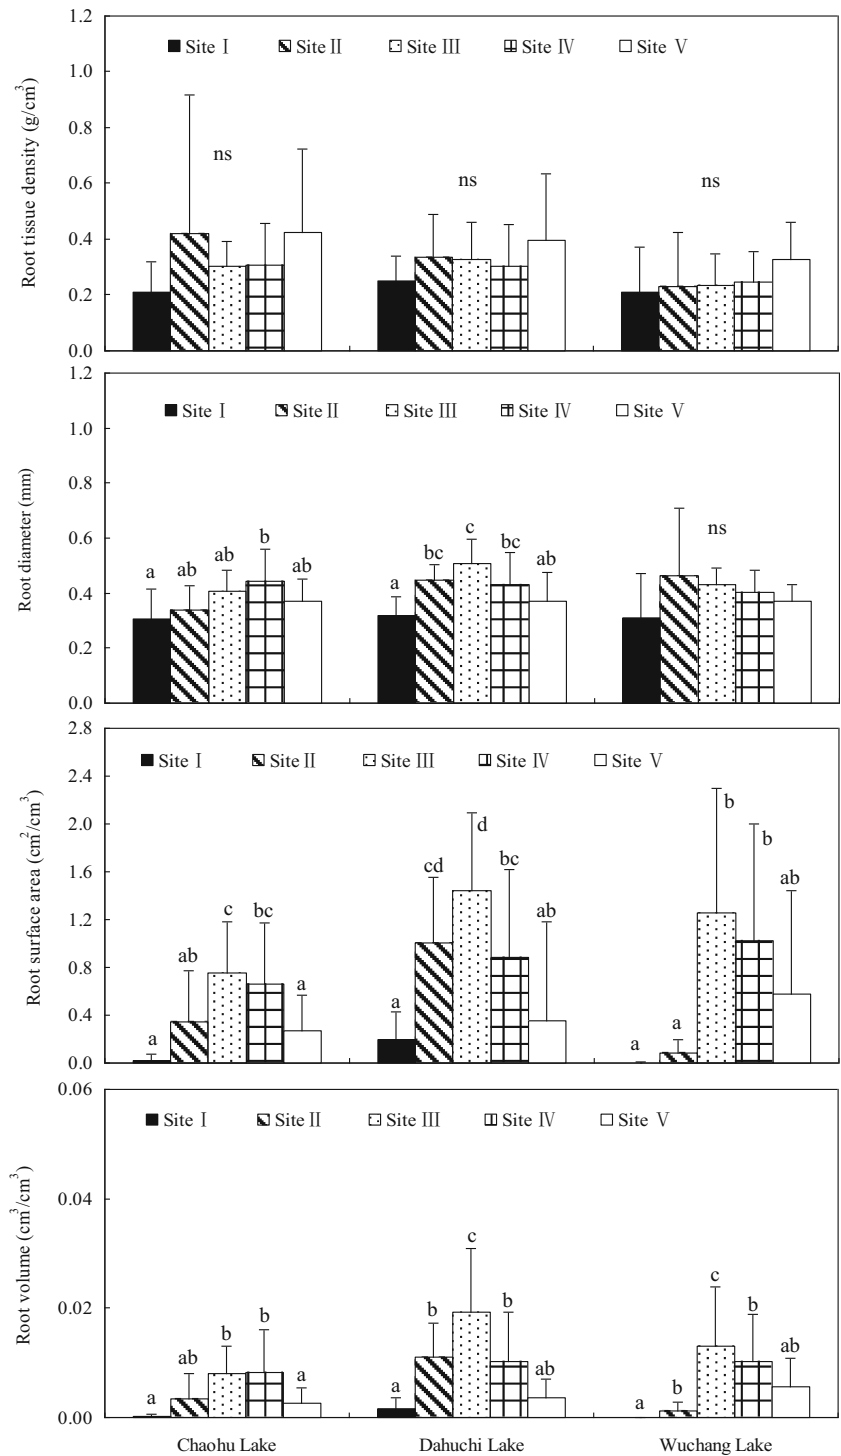 Root tissue density (g/cm³)
1.2
1.0
0.8
0.6
0.4
0.2
0.0
Site Ⅰ Site Ⅱ Site Ⅲ Site Ⅳ Site Ⅴ
ns ns ns
Root diameter (mm)
1.2
1.0
0.8
0.6
0.4
0.2
0.0
Site Ⅰ Site Ⅱ Site Ⅲ Site Ⅳ Site Ⅴ
a ab ab b ab a bc c bc ab ns
Root surface area (cm²/cm³)
2.8
2.4
2.0
1.6
1.2
0.8
0.4
0.0
Site Ⅰ Site Ⅱ Site Ⅲ Site Ⅳ Site Ⅴ
a ab c bc a a cd d bc ab a a b b ab
Root volume (cm³/cm³)
0.06
0.04
0.02
0.00
Site Ⅰ Site Ⅱ Site Ⅲ Site Ⅳ Site Ⅴ
a ab b b a a b c b ab a b c b ab
Chaohu Lake Dahuchi Lake Wuchang Lake